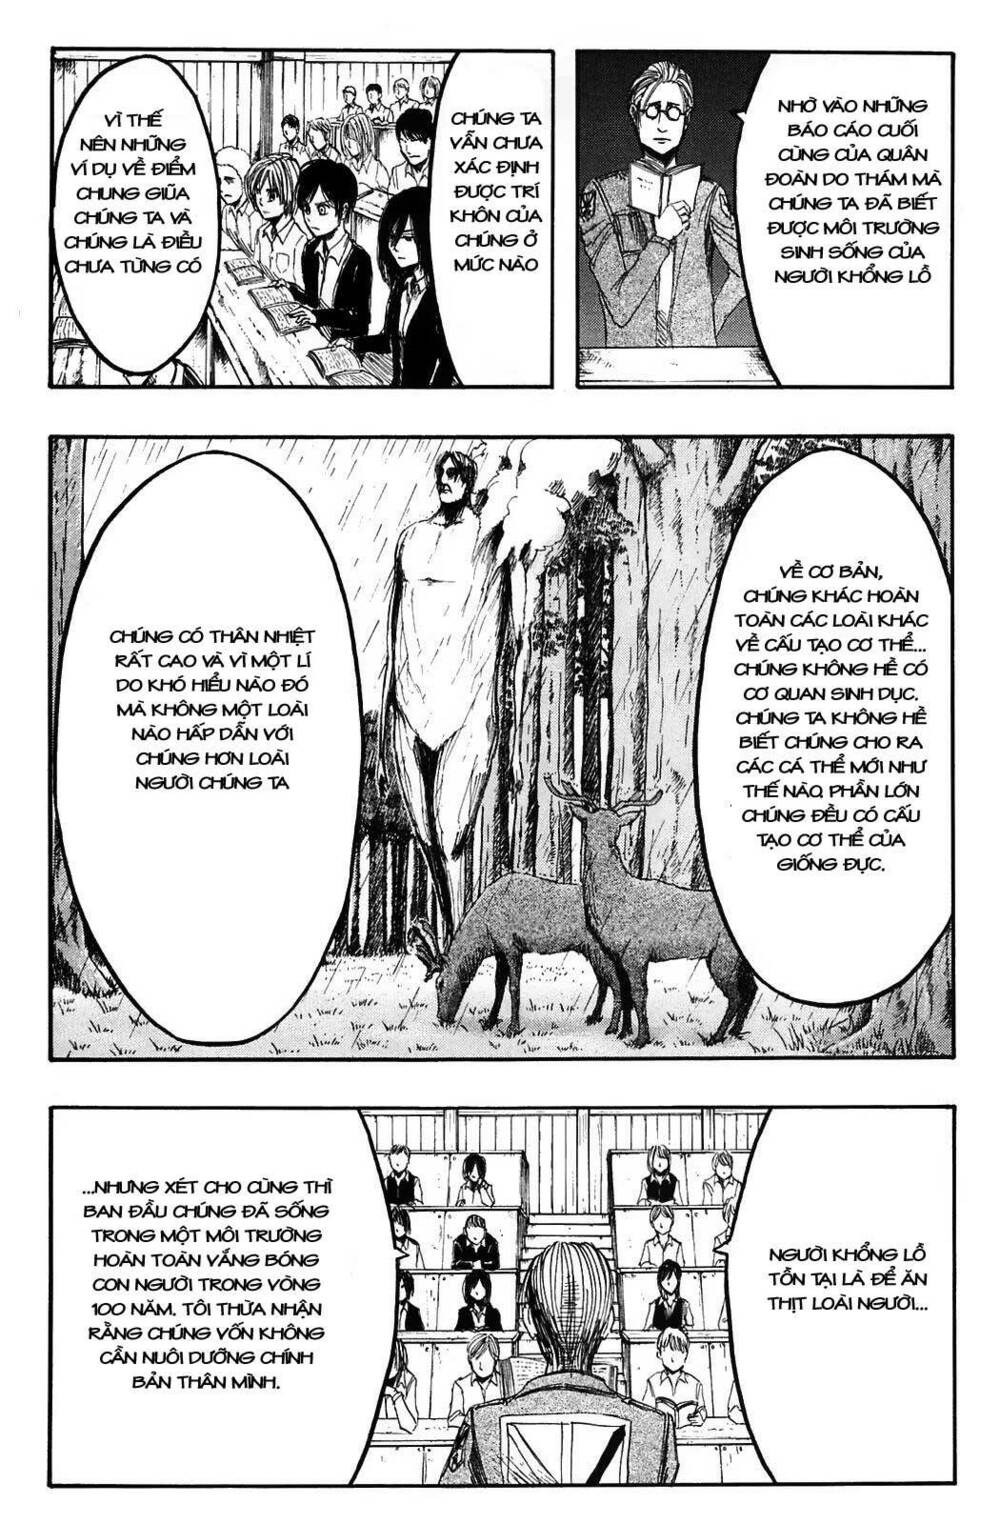 NHỜ VÀO NHỮNG
BÁO CÁO CUỐI
CÙNG CỦA QUÂN
ĐOÀN DO THÁM MÀ
CHÚNG TA ĐÃ BIẾT
ĐƯỢC MÔI TRƯỜNG
SINH SỐNG CỦA
NGƯỜI KHỔNG LỒ
CHÚNG TA
VẪN CHƯA
XÁC ĐỊNH
ĐƯỢC TRÍ
KHÔN CỦA
CHÚNG Ở
MỨC NÀO
VÌ THẾ
NÊN NHỮNG
VÍ DỤ VỀ ĐIỂM
CHUNG GIỮA
CHÚNG TA VÀ
CHÚNG LÀ ĐIỀU
CHƯA TỪNG CÓ
VỀ CƠ BẢN,
CHÚNG KHÁC HOÀN
TOÀN CÁC LOÀI KHÁC
VỀ CẤU TẠO CƠ THỂ...
CHÚNG KHÔNG HỀ CÓ
CƠ QUAN SINH DỤC.
CHÚNG TA KHÔNG HỀ
BIẾT CHÚNG CHO RA
CÁC CÁ THỂ MỚI NHƯ
THẾ NÀO. PHẦN LỚN
CHÚNG ĐỀU CÓ CẤU
TẠO CƠ THỂ CỦA
GIỐNG ĐỰC.
CHÚNG CÓ THÂN NHIỆT
RẤT CAO VÀ VÌ MỘT LÍ
DO KHÓ HIỂU NÀO ĐÓ
MÀ KHÔNG MỘT LOÀI
NÀO HẤP DẪN VỚI
CHÚNG HƠN LOÀI
NGƯỜI CHÚNG TA
NGƯỜI KHỔNG LỒ
TỒN TẠI LÀ ĐỂ ĂN
THỊT LOÀI NGƯỜI...
...NHƯNG XÉT CHO CÙNG THÌ
BAN ĐẦU CHÚNG ĐÃ SỐNG
TRONG MỘT MÔI TRƯỜNG
HOÀN TOÀN VẮNG BÓNG
CON NGƯỜI TRONG VÒNG
100 NĂM. TÔI THỪA NHẬN
RẰNG CHÚNG VỐN KHÔNG
CẦN NUÔI DƯỠNG CHÍNH
BẢN THÂN MÌNH.